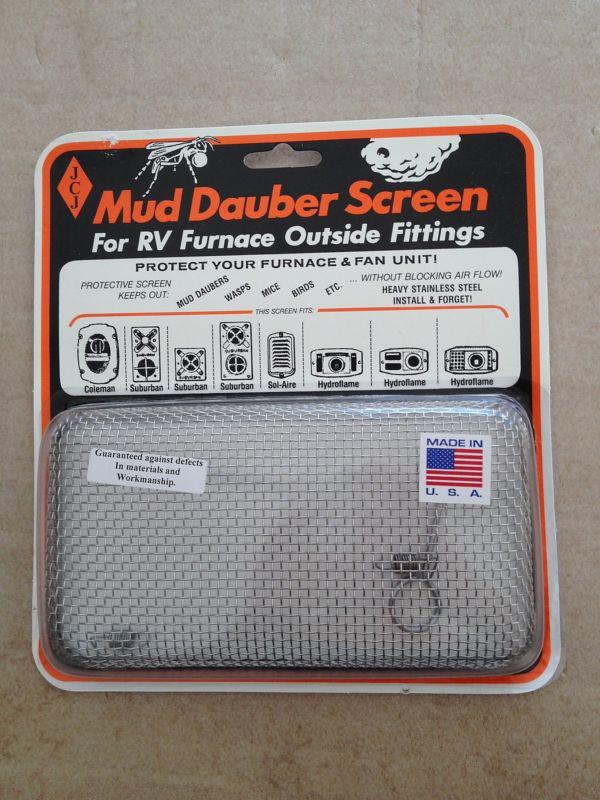 JCJ
Mud Dauber Screen
For RV Furnace Outside Fittings
PROTECT YOUR FURNACE & FAN UNIT!
PROTECTIVE SCREEN
KEEPS OUT:
MUD DAUBERS
WASPS
MICE
BIRDS
ETC.
... WITHOUT BLOCKING AIR FLOW!
HEAVY STAINLESS STEEL
INSTALL & FORGET!
THIS SCREEN FITS:
Coleman
Suburban
Suburban
Suburban
Sol-Aire
Hydroflame
Hydroflame
Hydroflame
Guaranteed against defects
In materials and
Workmanship.
MADE IN
U. S. A.